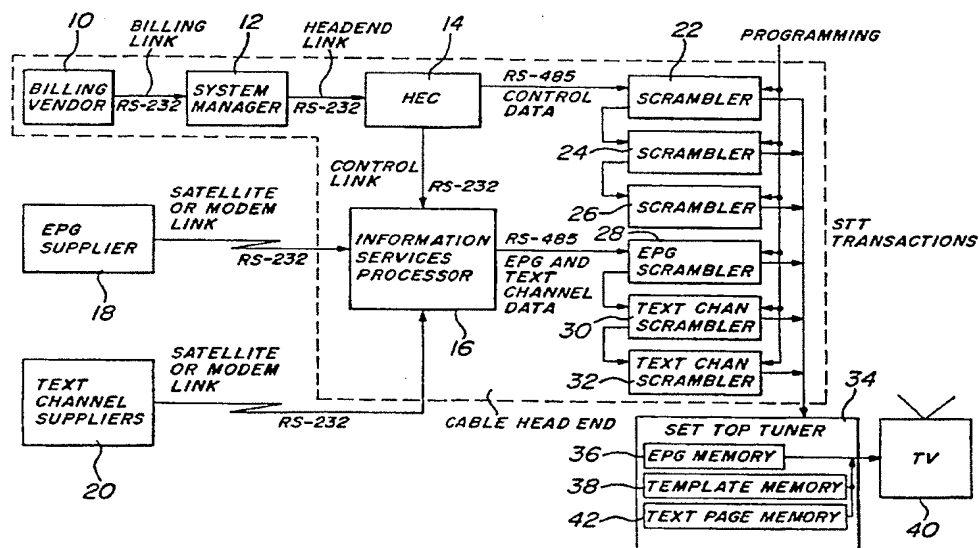 10
BILLING
LINK
12
HEADEND
LINK
14
22
PROGRAMMING
BILLING
VENDOR
RS-232
SYSTEM
MANAGER
RS-232
HEC
RS-485
CONTROL
DATA
SCRAMBLER
24
SCRAMBLER
26
SCRAMBLER
CONTROL
LINK
RS-232
SATELLITE
OR MODEM
LINK
EPG
SUPPLIER
18
RS-232
INFORMATION
SERVICES
PROCESSOR
16
RS-485
EPG AND
TEXT
CHANNEL
DATA
28
EPG
SCRAMBLER
STT
TRANSACTIONS
TEXT CHAN
SCRAMBLER
30
TEXT CHAN
SCRAMBLER
32
SATELLITE
OR MODEM
LINK
TEXT
CHANNEL
SUPPLIERS
20
RS-232
CABLE HEAD END
34
SET TOP TUNER
36
EPG MEMORY
38
TEMPLATE MEMORY
42
TEXT PAGE MEMORY
TV
40